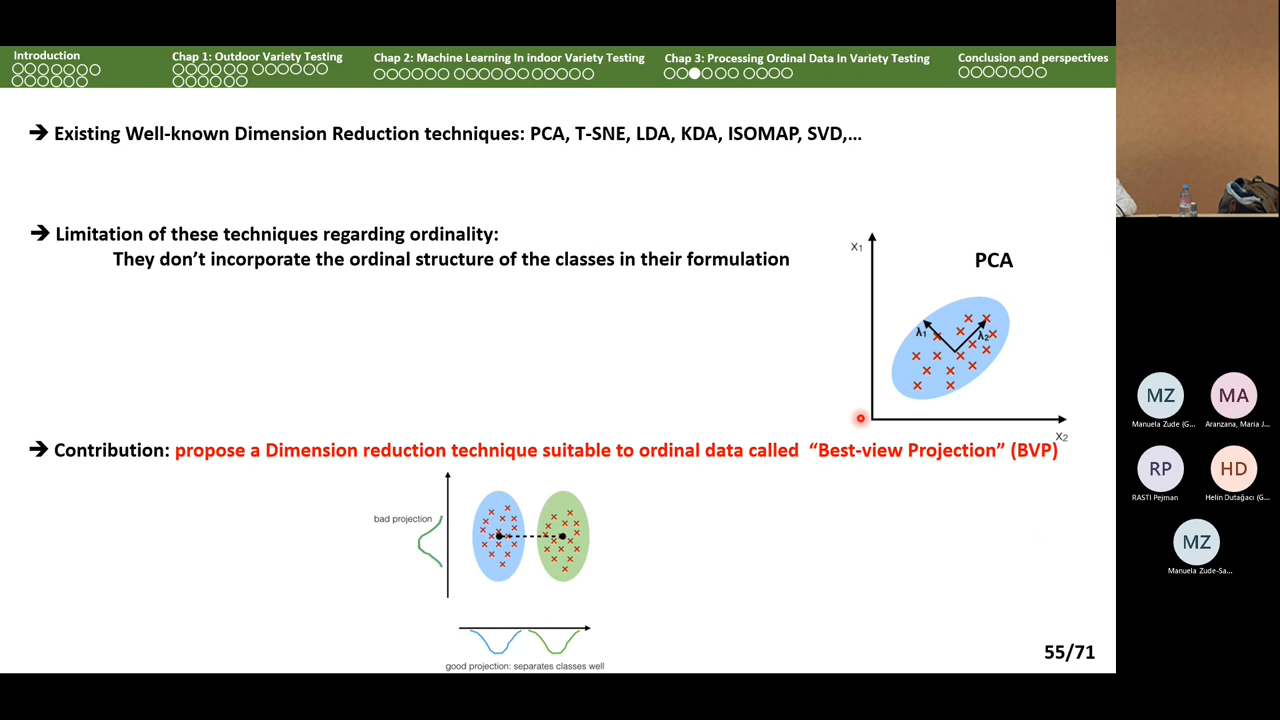 Introduction
Chap 1: Outdoor Variety Testing
Chap 2: Machine Learning In indoor Variety Testing
Chap 3: Processing Ordinal Data In Variety Testing
Conclusion and perspectives
➔ Existing Well-known Dimension Reduction techniques: PCA, T-SNE, LDA, KDA, ISOMAP, SVD,...
➔ Limitation of these techniques regarding ordinality:
They don't incorporate the ordinal structure of the classes in their formulation
x1
PCA
λ1
λ2
x2
➔ Contribution: propose a Dimension reduction technique suitable to ordinal data called "Best-view Projection" (BVP)
bad projection
good projection: separates classes well
55/71
MZ
Manuela Zude (G...
MA
Aranzana, Maria J...
RP
RASTI Pejman
HD
Helin Dutağacı (G...
MZ
Manuela Zude-Sa...